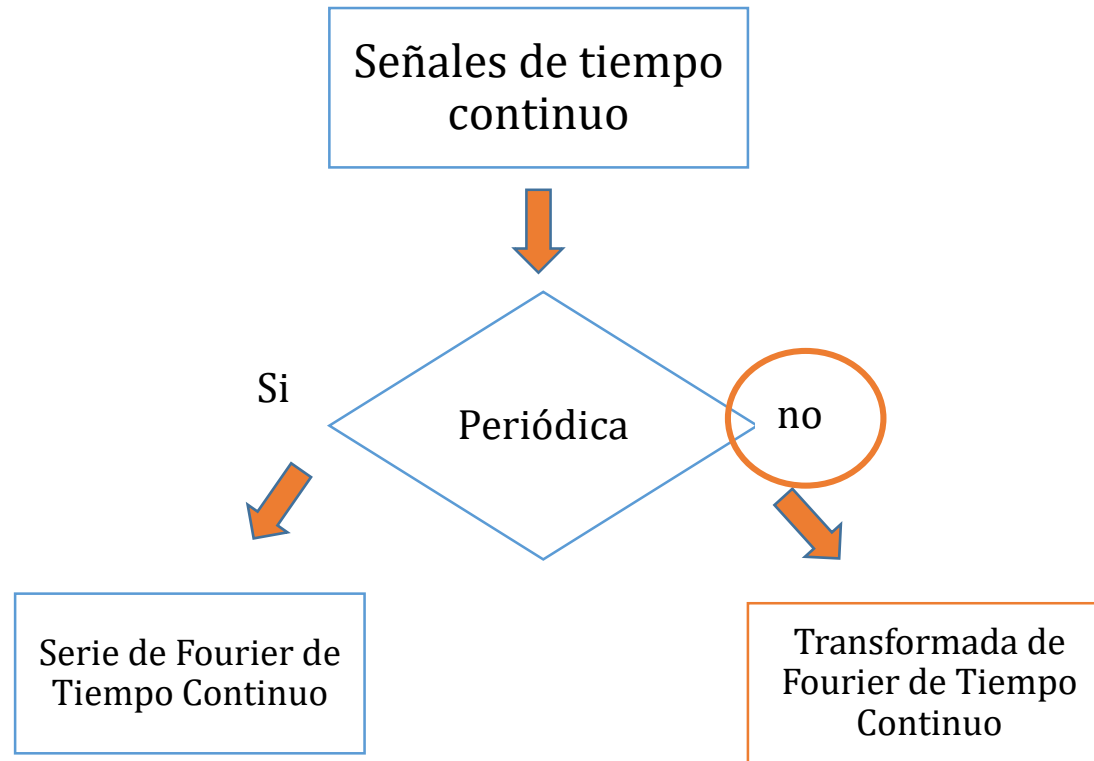 Señales de tiempo
continuo
Si
Periódica
no
Serie de Fourier de
Tiempo Continuo
Transformada de
Fourier de Tiempo
Continuo